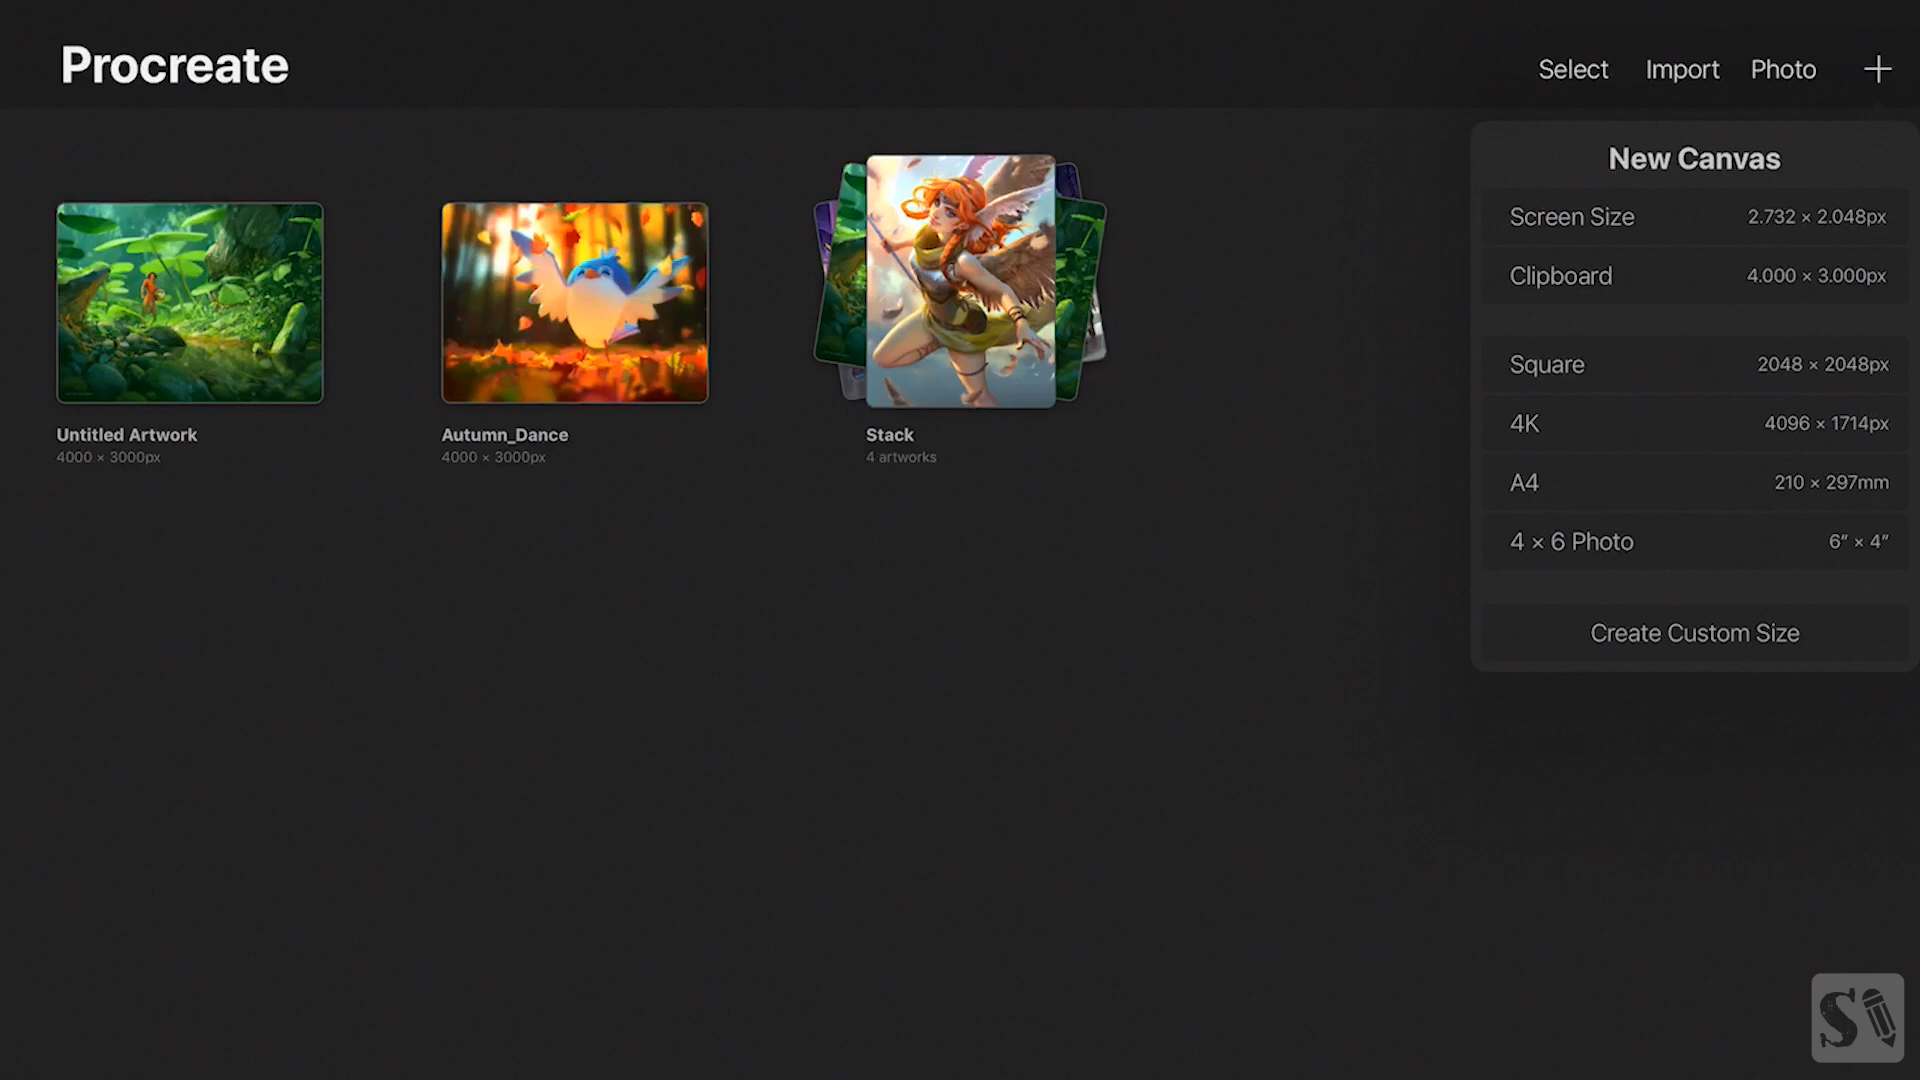 Procreate
Select
Import
Photo
New Canvas
Screen Size 2.732 × 2.048px
Clipboard 4.000 × 3.000px
Square 2048 × 2048px
4K 4096 × 1714px
A4 210 × 297mm
4 × 6 Photo 6" × 4"
Create Custom Size
Untitled Artwork
4000 × 3000px
Autumn_Dance
4000 × 3000px
Stack
4 artworks
S